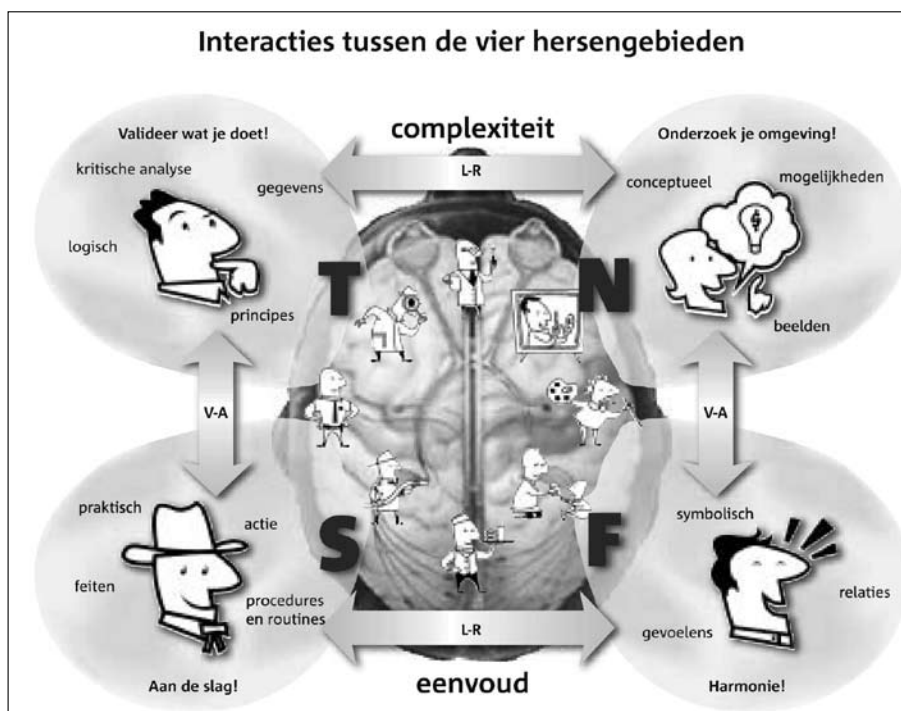 Interacties tussen de vier hersengebieden
Valideer wat je doet!
complexiteit
Onderzoek je omgeving!
kritische analyse
gegevens
L-R
conceptueel
mogelijkheden
logisch
T
N
principes
beelden
V-A
V-A
praktisch
actie
S
F
symbolisch
feiten
relaties
procedures
en routines
L-R
gevoelens
Aan de slag!
eenvoud
Harmonie!